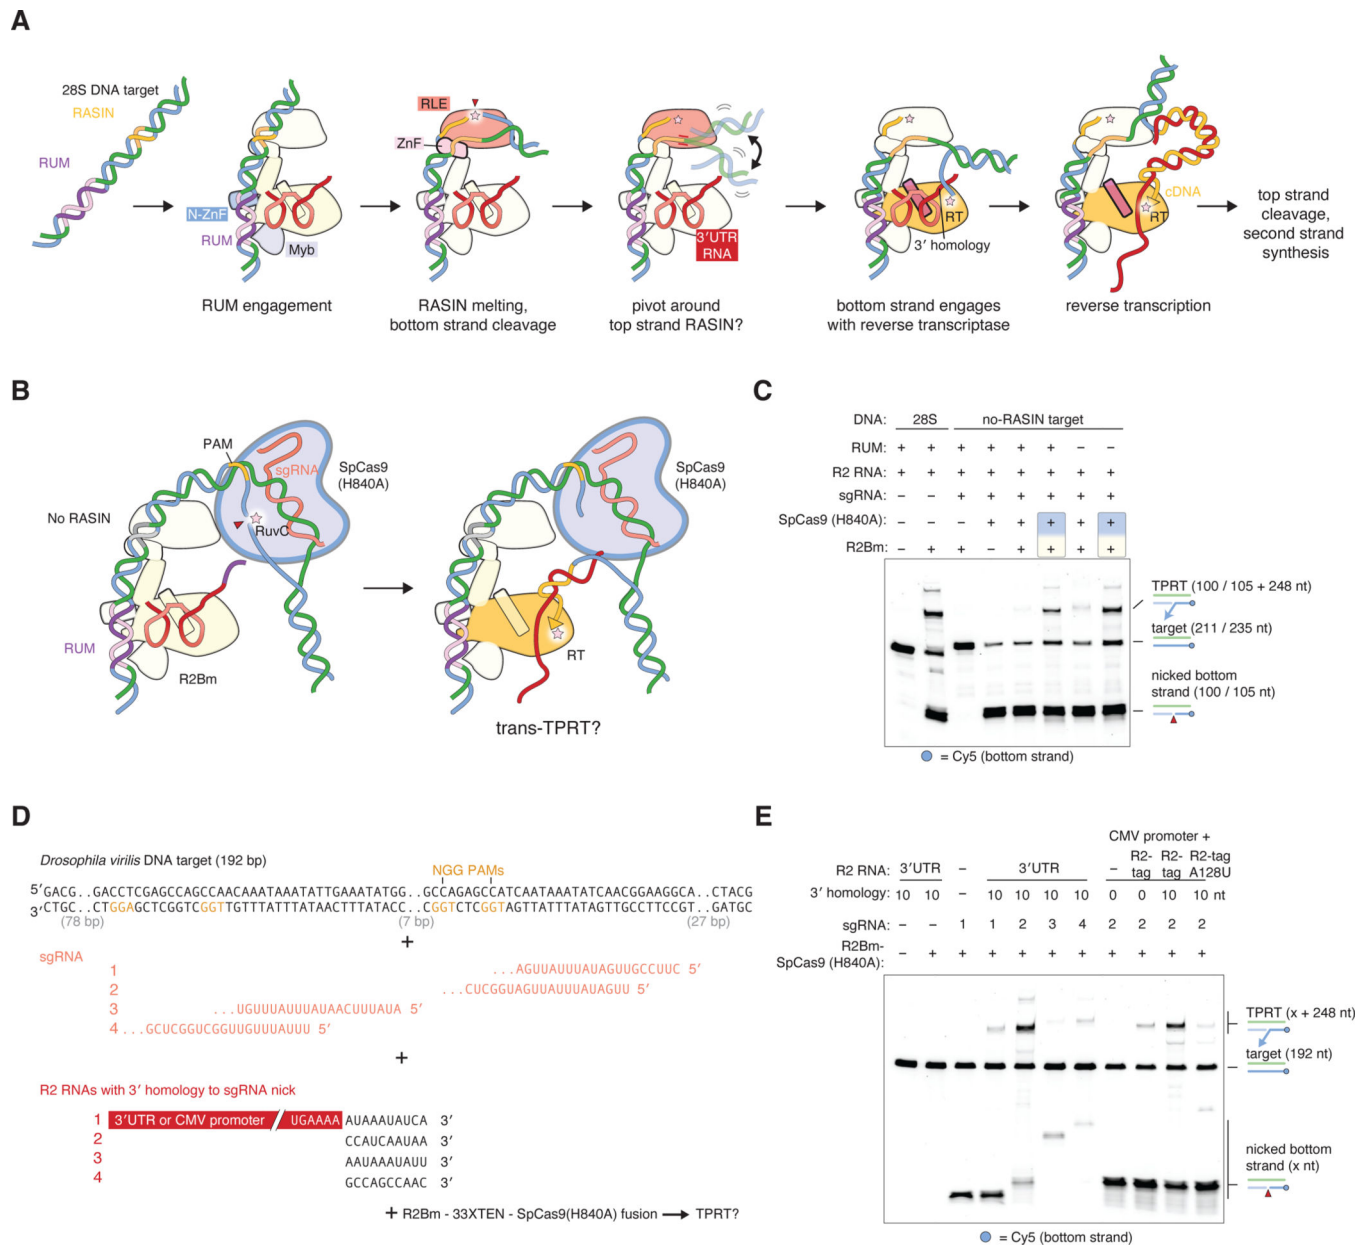 A
28S DNA target
RASIN
RUM
N-ZnF
RUM
Myb
RUM engagement
RLE
ZnF
RASIN melting,
bottom strand cleavage
3′UTR
RNA
pivot around
top strand RASIN?
RT
3′ homology
bottom strand engages
with reverse transcriptase
cDNA
RT
reverse transcription
top strand
cleavage,
second strand
synthesis
B
PAM
sgRNA
SpCas9
(H840A)
No RASIN
RuvC
RUM
R2Bm
SpCas9
(H840A)
RT
trans-TPRT?
C
DNA: 28S no-RASIN target
RUM: + + + + + + – –
R2 RNA: + + + + + + + +
sgRNA: – – + + + + + +
SpCas9 (H840A): – – – + + + + +
R2Bm: – + + – + + + +
TPRT (100 / 105 + 248 nt)
target (211 / 235 nt)
nicked bottom
strand (100 / 105 nt)
= Cy5 (bottom strand)
D
Drosophila virilis DNA target (192 bp)
NGG PAMs
5′GACG..GACCTCGAGCCAGCCAACAAATAAATATTGAAATATGG..GCCAGAGCCATCAATAAATATCAACGGAAGGCA..CTACG
3′CTGC..CTGGAGCTCGGTCGGTTGTTTATTTATAACTTTATACC..CGGTCTCGGTAGTTATTTATAGTTGCCTTCCGT..GATGC
(78 bp) (7 bp) (27 bp)
+
sgRNA
1 ...AGUUAUUUAUAGUUGCCUUC 5′
2 ...CUCGGUAGUUAUUUAUAGUU 5′
3 ...UGUUUAUUUAUAACUUUAUA 5′
4 ...GCUCGGUCGGUUGUUUAUUU 5′
+
R2 RNAs with 3′ homology to sgRNA nick
1 3′UTR or CMV promoter UGAAAA AUAAAUAUCA 3′
2 CCAUCAAUAA 3′
3 AAUAAAUAUU 3′
4 GCCAGCCAAC 3′
+ R2Bm - 33XTEN - SpCas9(H840A) fusion TPRT?
E
CMV promoter +
R2 RNA: 3′UTR – 3′UTR – R2-tag R2-tag R2-tag A128U
3′ homology: 10 10 – 10 10 10 10 0 0 10 10 nt
sgRNA: – – 1 1 2 3 4 2 2 2 2
R2Bm-
SpCas9 (H840A): – + + + + + + + + + +
TPRT (x + 248 nt)
target (192 nt)
nicked bottom
strand (x nt)
= Cy5 (bottom strand)